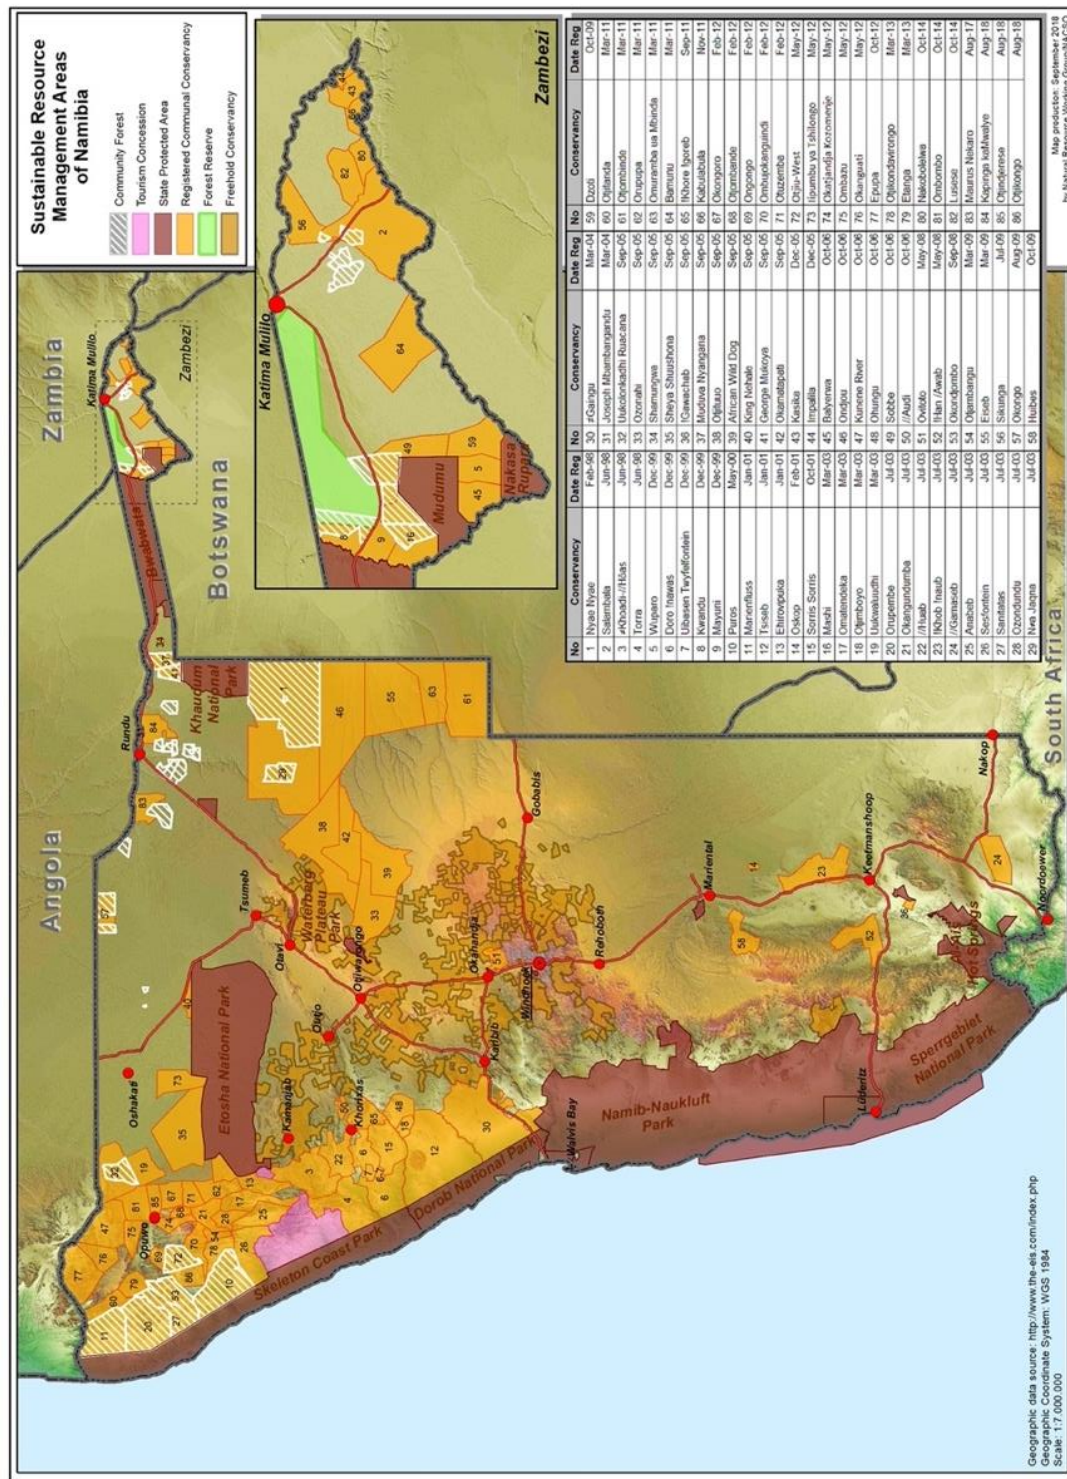 Sustainable Resource
Management Areas
of Namibia
Community Forest
Tourism Concession
State Protected Area
Registered Communal Conservancy
Forest Reserve
Freehold Conservancy
Angola
Zambia
Botswana
South Africa
Katima Mulilo
Zambezi
Bwabwata
Rundu
Khaudum
National
Park
Oshakati
Opuwo
Etosha National Park
Tsumeb
Otavi
Waterberg
Plateau
Park
Otjiwarongo
Outjo
Kamanjab
Khorixas
Okahandja
Karibib
Windhoek
Gobabis
Rehoboth
Walvis Bay
Skeleton Coast Park
Dorob National Park
Namib-Naukluft
Park
Mariental
Keetmanshoop
Lüderitz
Sperrgebiet
National Park
Hot Springs
Nakop
Noordoewer
Katima Mulilo
Mudumu
Nakasa
Rupara
Zambezi
No Conservancy Date Reg No Conservancy Date Reg No Conservancy Date Reg
1 Nyae Nyae Feb-98 30 ≠Gaingu Mar-04 59 Dzoti Oct-09
2 Salambala Jun-98 31 Joseph Mbambangandu Mar-04 60 Otjitanda Mar-11
3 ≠Khoadi-//Hôas Jun-98 32 Uukolonkadhi Ruacana Sep-05 61 Otjombinde Mar-11
4 Torra Jun-98 33 Ozonahi Sep-05 62 Orupupa Mar-11
5 Wuparo Dec-99 34 Shamungwa Sep-05 63 Omuramba ua Mbinda Mar-11
6 Doro !nawas Dec-99 35 Sheya Shuushona Sep-05 64 Bamunu Mar-11
7 Uibasen Twyfelfontein Dec-99 36 !Gawachab Sep-05 65 !Khore !goreb Sep-11
8 Kwandu Dec-99 37 Muduva Nyangana Sep-05 66 Kabulabula Nov-11
9 Mayuni Dec-99 38 Otjituuo Sep-05 67 Okongoro Feb-12
10 Puros May-00 39 African Wild Dog Sep-05 68 Otjombande Feb-12
11 Marienfluss Jan-01 40 King Nehale Sep-05 69 Ongongo Feb-12
12 Tsiseb Jan-01 41 George Mukoya Sep-05 70 Ombujokanguindi Feb-12
13 Ehirovipuka Jan-01 42 Okamatapati Sep-05 71 Otuzemba Feb-12
14 Oskop Feb-01 43 Kasika Dec-05 72 Otjiu-West May-12
15 Sorris Sorris Oct-01 44 Impalila Dec-05 73 Iipumbu ya Tshilongo May-12
16 Mashi Mar-03 45 Balyerwa Oct-06 74 Okatjandja Kozomenje May-12
17 Omatendeka Mar-03 46 Ondjou Oct-06 75 Ombazu May-12
18 Otjimboyo Mar-03 47 Kunene River Oct-06 76 Okanguati May-12
19 Uukwaluudhi Mar-03 48 Ohungu Oct-06 77 Epupa Oct-12
20 Orupembe Jul-03 49 Sobbe Oct-06 78 Otjikondavirongo Mar-13
21 Okangundumba Jul-03 50 //Audi Oct-06 79 Etanga Mar-13
22 //Huab Jul-03 51 Ovitoto May-08 80 Nakabolelwa Oct-14
23 !Khob !naub Jul-03 52 !Han /Awab May-08 81 Ombombo Oct-14
24 //Gamaseb Jul-03 53 Okondjombo Sep-08 82 Lusese Oct-14
25 Anabeb Jul-03 54 Otjambangu Mar-09 83 Maurus Nekaro Aug-17
26 Sesfontein Jul-03 55 Eiseb Mar-09 84 Kapinga kaMwalye Aug-18
27 Sanitatas Jul-03 56 Sikunga Jul-09 85 Otjindjerese Aug-18
28 Ozondundu Jul-03 57 Okongo Aug-09 86 Otjikongo Aug-18
29 N≠a Jaqna Jul-03 58 Huibes Oct-09
Geographic data source: http://www.the-eis.com/index.php
Geographic Coordinate System: WGS 1984
Scale: 1:7.000.000
Map production: September 2018
by Natural Resource Working Group/NACSO